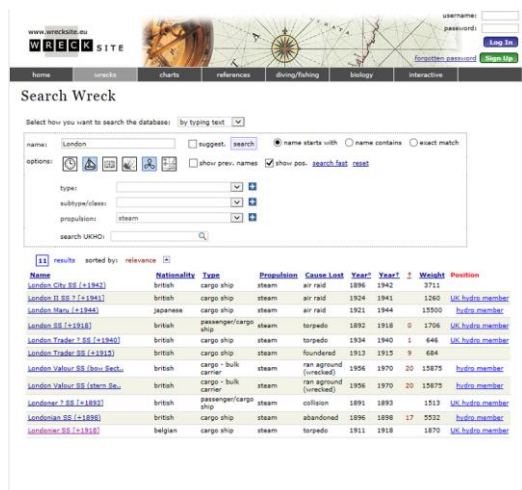 username:
www.wrecksite.eu
password:
WRECK SITE
Log In
forgotten password Sign Up
home wrecks charts references diving/fishing biology interactive
Search Wreck
Select how you want to search the database: by typing text
name: London suggest. search name starts with name contains exact match
options: show prev. names show pos. search fast reset
type:
subtype/class:
propulsion: steam
search UKHO:
11 results sorted by: relevance
Name Nationality Type Propulsion Cause Lost Year* Year† † Weight Position
London City SS (+1942) british cargo ship steam air raid 1896 1942 3711
London II SS ? [+1941] british cargo ship steam air raid 1924 1941 1260 UK hydro member
London Maru (+1944) japanese cargo ship steam air raid 1921 1944 15500 hydro member
London SS [+1918] british passenger/cargo ship steam torpedo 1892 1918 0 1706 UK hydro member
London Trader ? SS [+1940] british cargo ship steam torpedo 1934 1940 1 646 UK hydro member
London Trader SS (+1915) british cargo ship steam foundered 1913 1915 9 684
London Valour SS (bow Sect.. british cargo - bulk carrier steam ran aground (wrecked) 1956 1970 20 15875 hydro member
London Valour SS (stern Se.. british cargo - bulk carrier steam ran aground (wrecked) 1956 1970 20 15875 hydro member
Londoner ? SS [+1893] british passenger/cargo ship steam collision 1891 1893 1513 UK hydro member
Londonian SS (+1898) british cargo ship steam abandoned 1896 1898 17 5532 hydro member
Londonier SS [+1918] belgian cargo ship steam torpedo 1911 1918 1870 UK hydro member